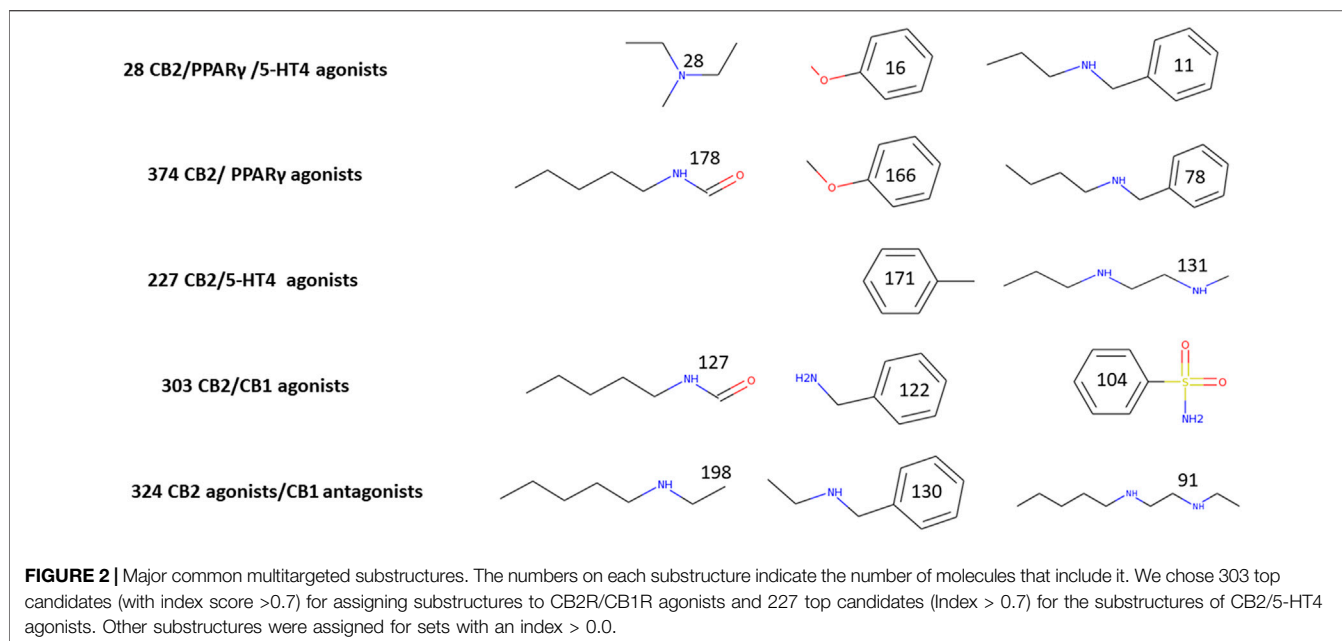 28 CB2/PPARγ /5-HT4 agonists
28
N
O
16
NH
11
374 CB2/ PPARγ agonists
178
NH
O
O
166
NH
78
227 CB2/5-HT4 agonists
171
NH
131
NH
303 CB2/CB1 agonists
127
NH
O
H2N
122
104
O
S
O
NH2
324 CB2 agonists/CB1 antagonists
NH
198
NH
130
NH
91
NH
FIGURE 2 | Major common multitargeted substructures. The numbers on each substructure indicate the number of molecules that include it. We chose 303 top
candidates (with index score >0.7) for assigning substructures to CB2R/CB1R agonists and 227 top candidates (Index > 0.7) for the substructures of CB2/5-HT4
agonists. Other substructures were assigned for sets with an index > 0.0.